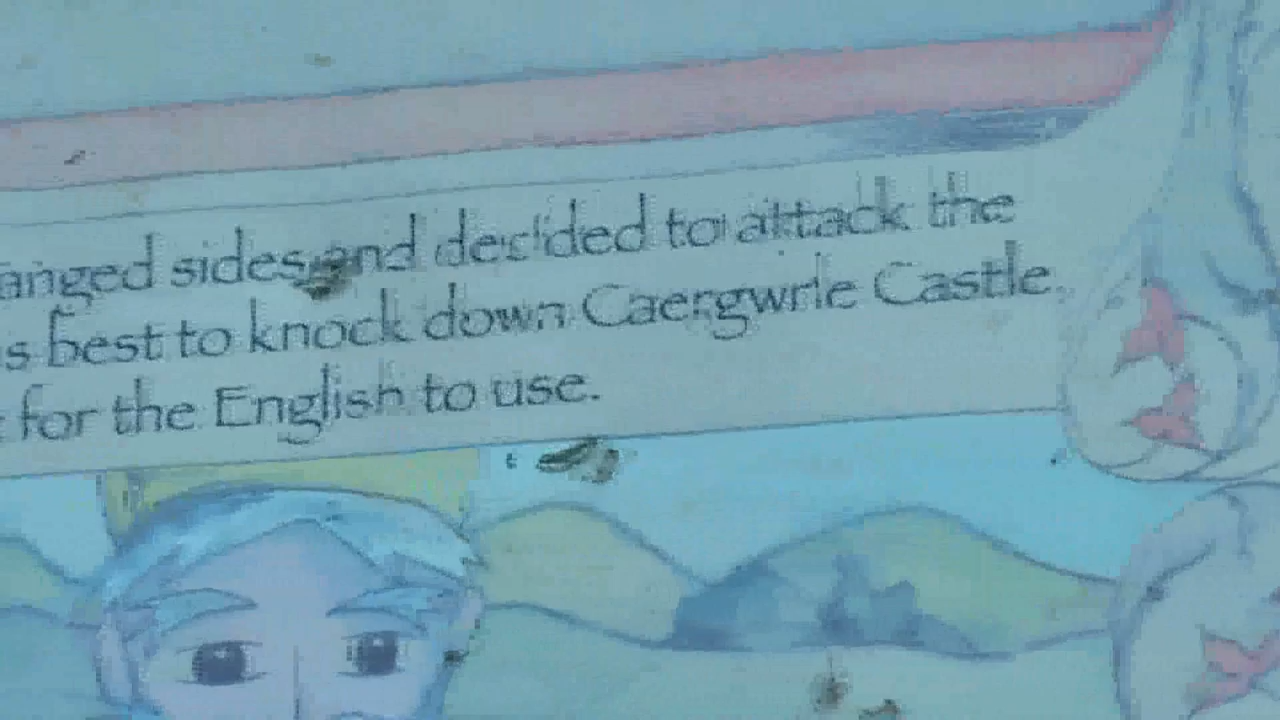 anged sides and decided to attack the
s best to knock down Caergwrle Castle.
for the English to use.